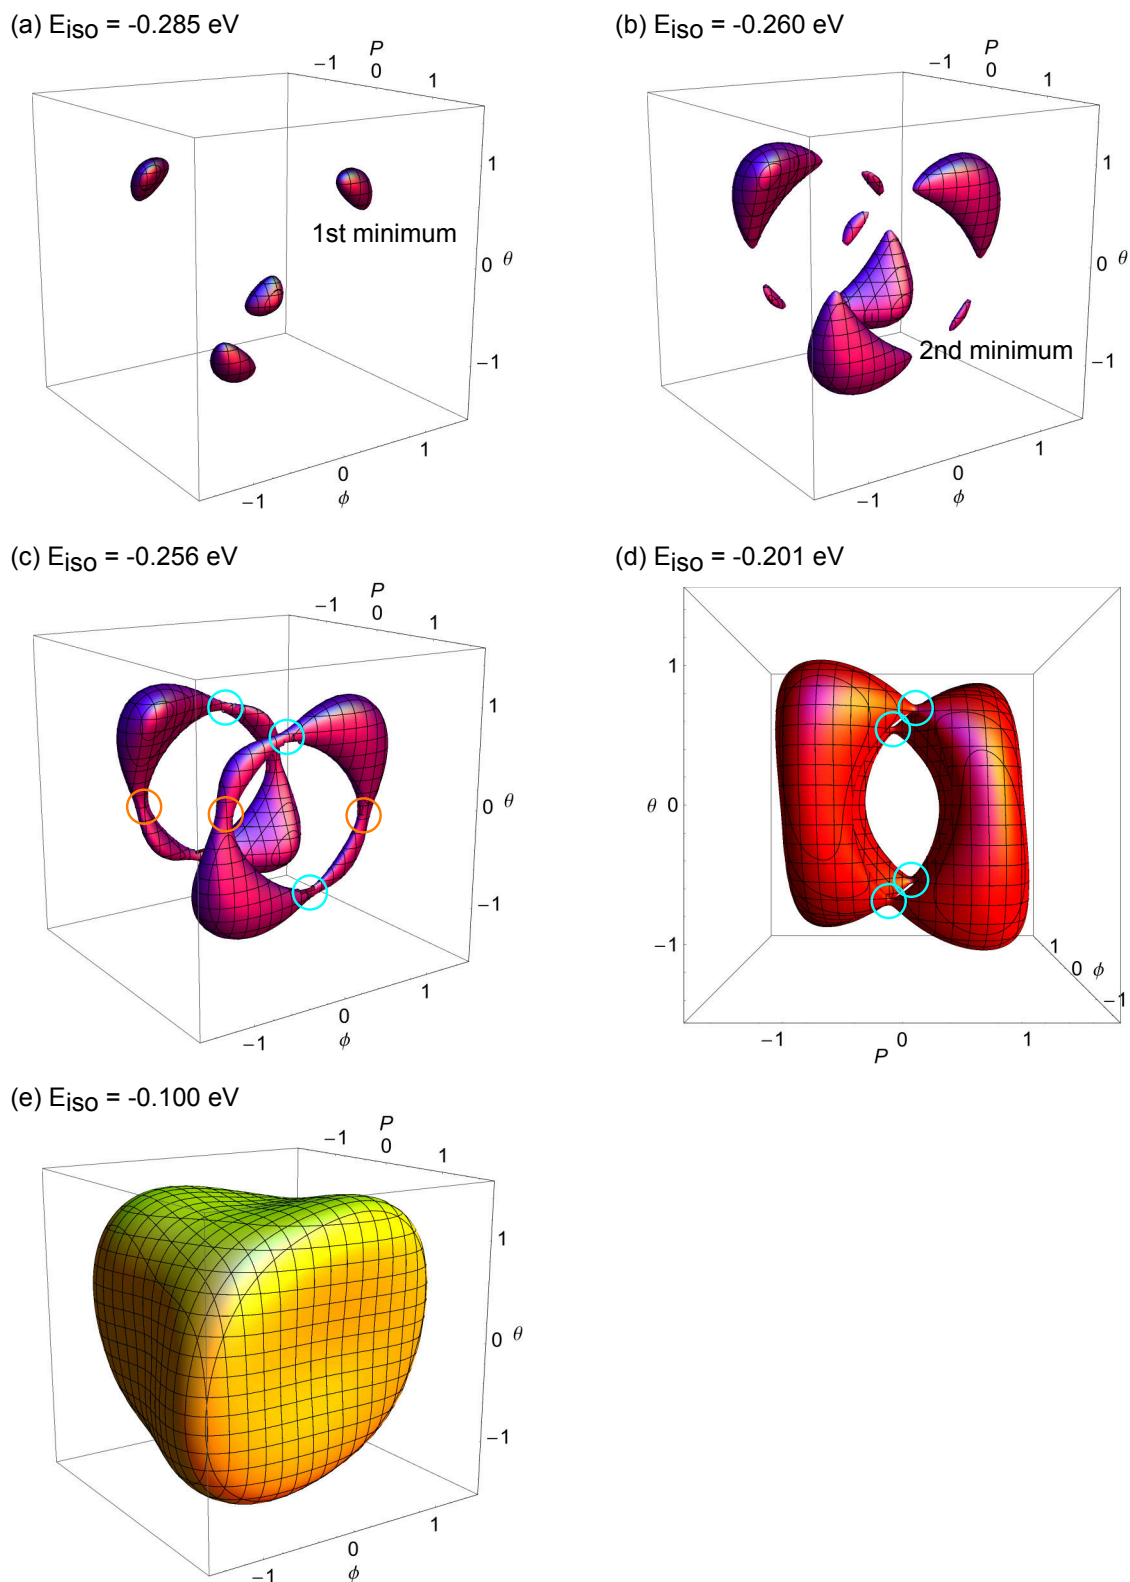 (a) Eiso = -0.285 eV
P
−1
0
1
1
0 θ
−1
1st minimum
1
0
−1
ϕ
(b) Eiso = -0.260 eV
P
−1
0
1
1
0 θ
−1
2nd minimum
1
0
−1
ϕ
(c) Eiso = -0.256 eV
P
−1
0
1
1
0 θ
−1
1
0
−1
ϕ
(d) Eiso = -0.201 eV
1
θ 0
−1
1
0 ϕ
−1
−1 0 1
P
(e) Eiso = -0.100 eV
P
−1
0
1
1
0 θ
−1
1
0
−1
ϕ